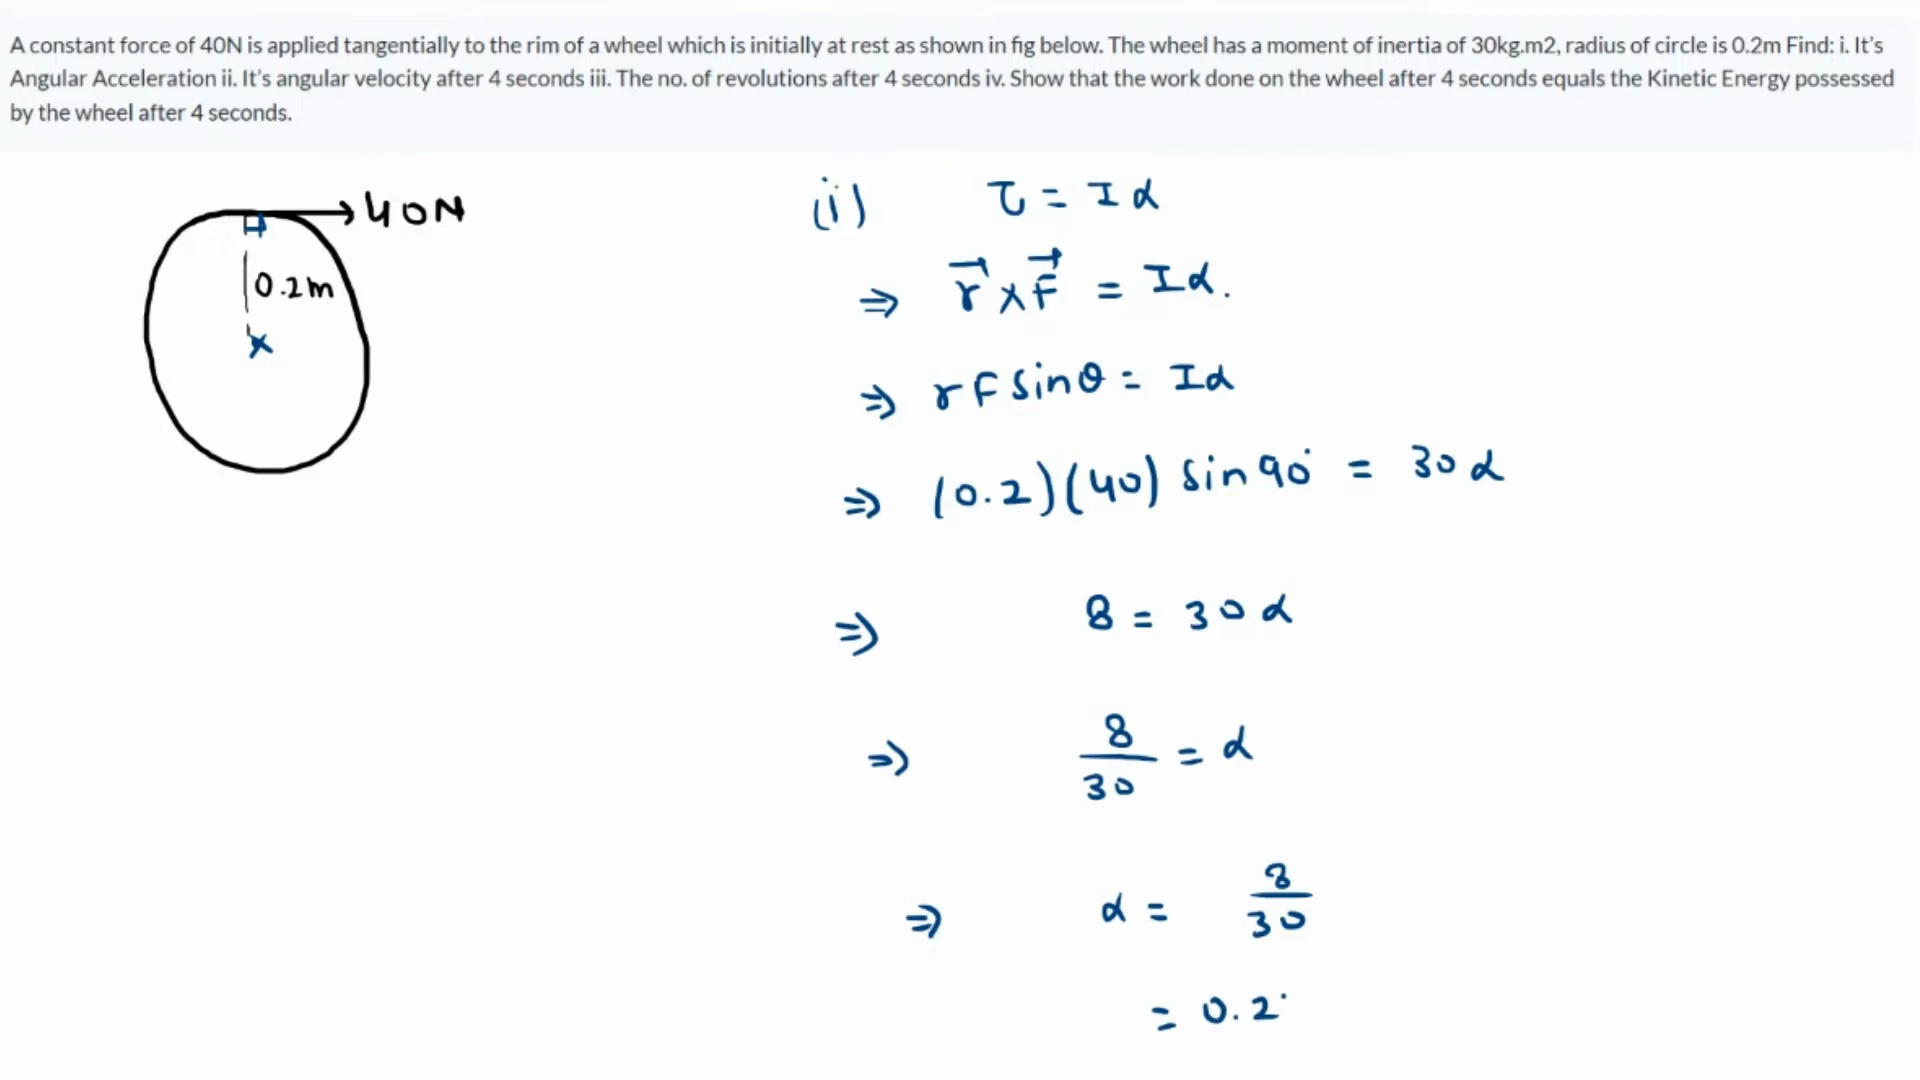 A constant force of 40N is applied tangentially to the rim of a wheel which is initially at rest as shown in fig below. The wheel has a moment of inertia of 30kg.m2, radius of circle is 0.2m Find: i. It's
Angular Acceleration ii. It's angular velocity after 4 seconds iii. The no. of revolutions after 4 seconds iv. Show that the work done on the wheel after 4 seconds equals the Kinetic Energy possessed
by the wheel after 4 seconds.
40N
0.2m
(i) τ = Iα
⇒ r⃗ × F⃗ = Iα.
⇒ rF sinθ = Iα
⇒ (0.2)(40) sin 90° = 30α
⇒ 8 = 30α
⇒ 8/30 = α
⇒ α = 8/30
= 0.2